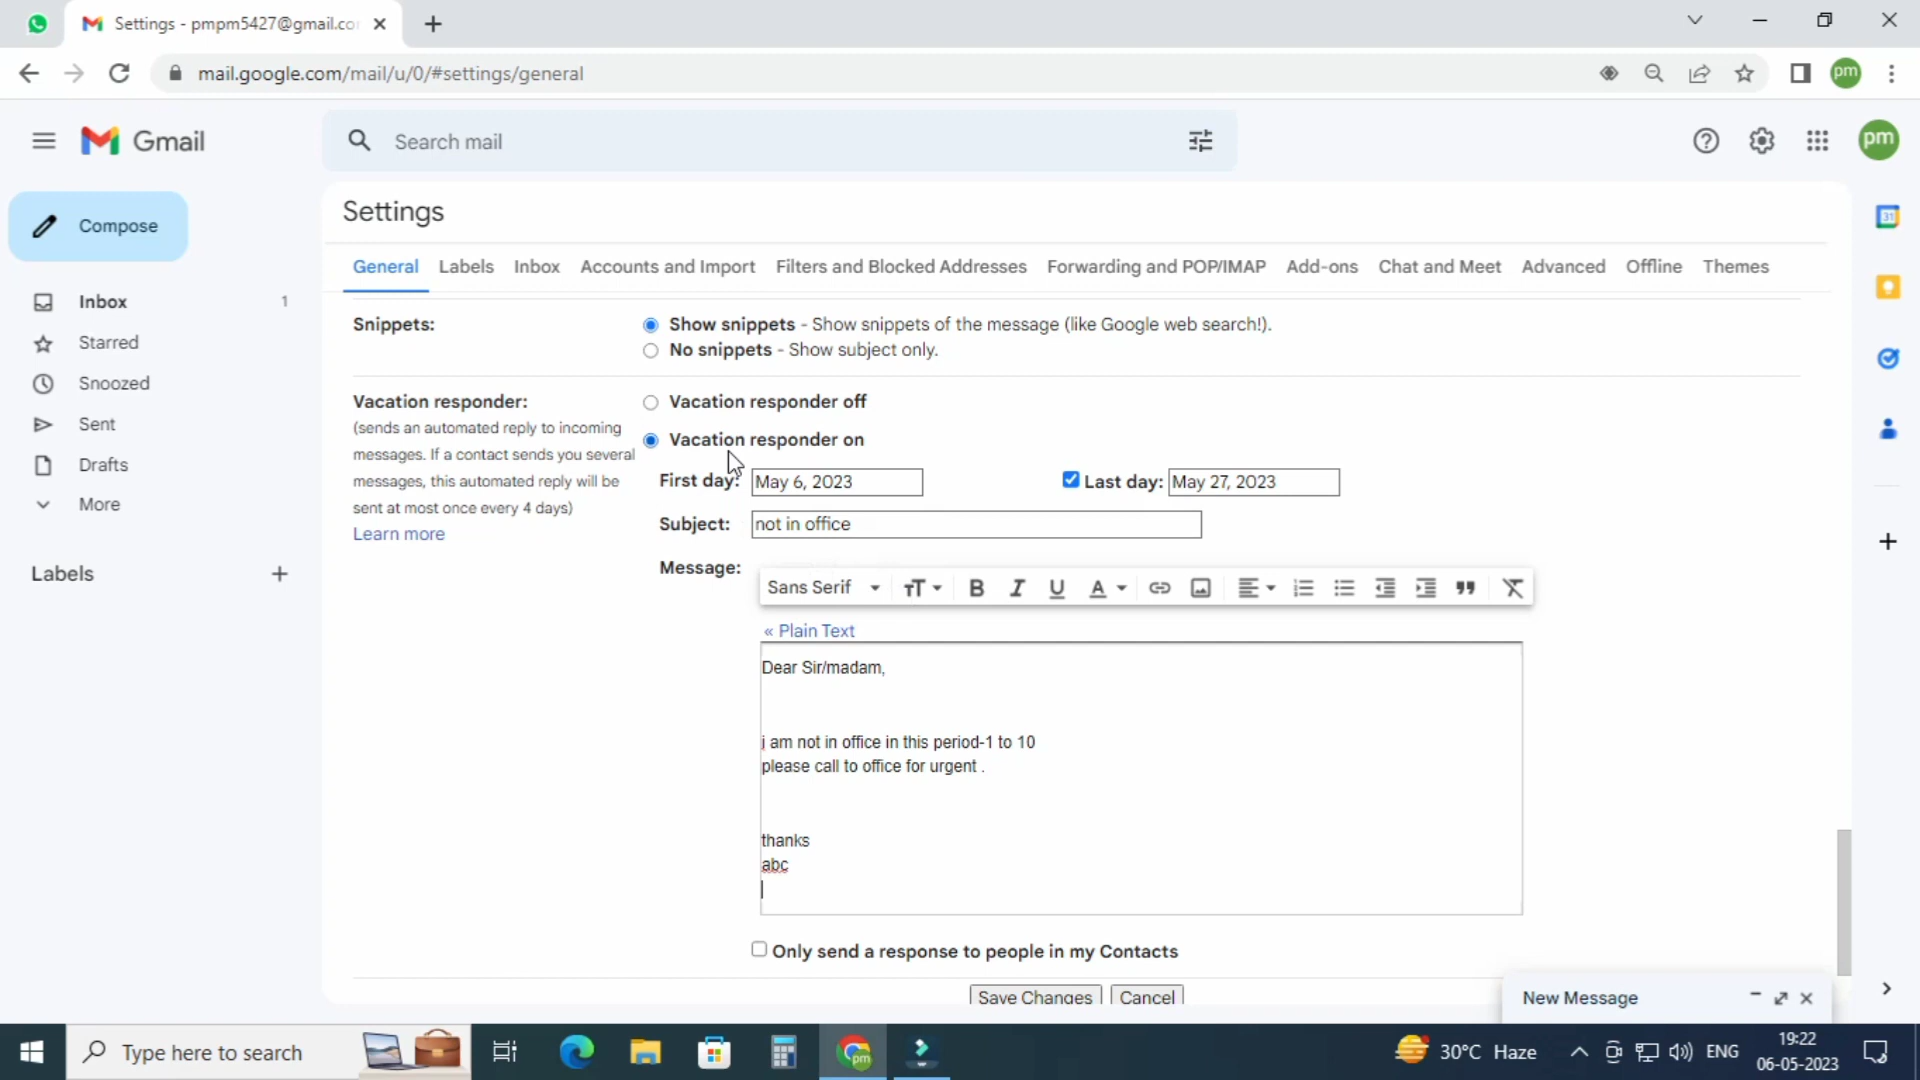 Settings - pmpm5427@gmail.co
mail.google.com/mail/u/0/#settings/general
pm
Gmail
Search mail
pm
Compose
Settings
General Labels Inbox Accounts and Import Filters and Blocked Addresses Forwarding and POP/IMAP Add-ons Chat and Meet Advanced Offline Themes
Inbox 1
Starred
Snoozed
Sent
Drafts
More
Labels
Snippets:
Show snippets - Show snippets of the message (like Google web search!).
No snippets - Show subject only.
Vacation responder:
(sends an automated reply to incoming
messages. If a contact sends you several
messages, this automated reply will be
sent at most once every 4 days)
Learn more
Vacation responder off
Vacation responder on
First day: May 6, 2023 Last day: May 27, 2023
Subject: not in office
Message:
Sans Serif
« Plain Text
Dear Sir/madam,
i am not in office in this period-1 to 10
please call to office for urgent .
thanks
abc
Only send a response to people in my Contacts
Save Changes Cancel
New Message
31
Type here to search
pm
30°C Haze
ENG
19:22
06-05-2023